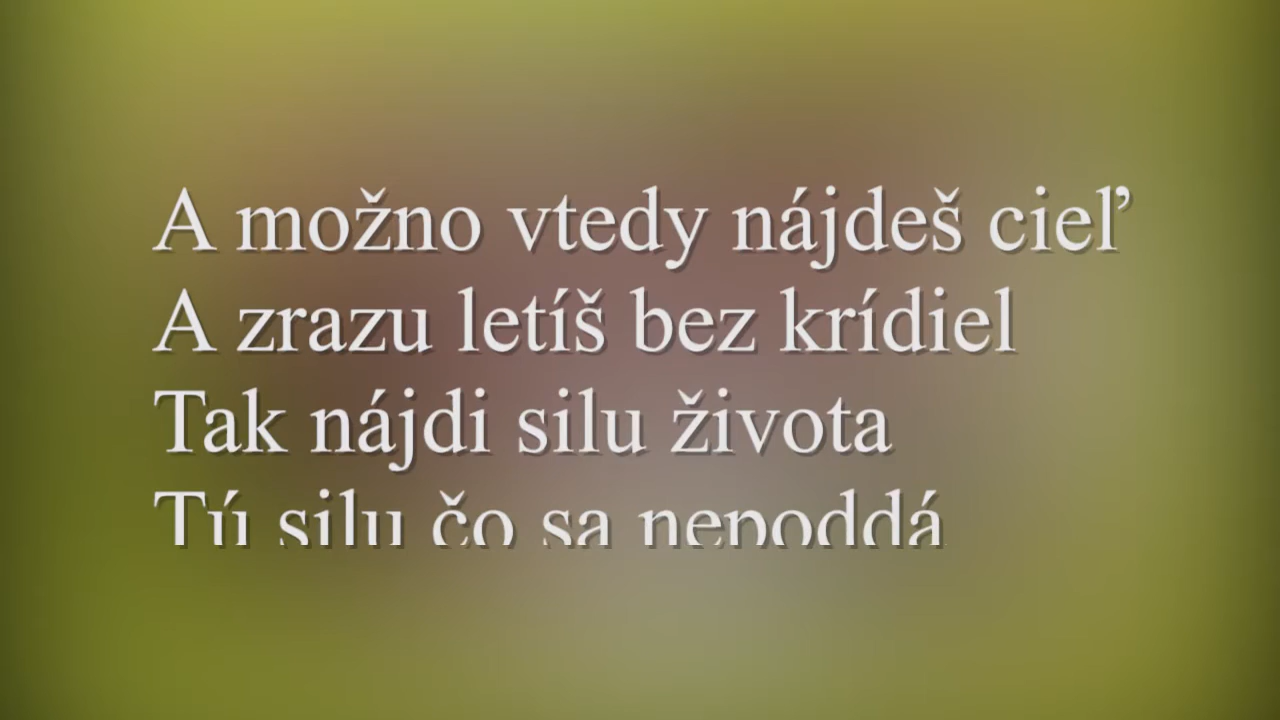 A možno vtedy nájdeš cieľ
A zrazu letíš bez krídiel
Tak nájdi silu života
Tú silu čo sa nepoddá